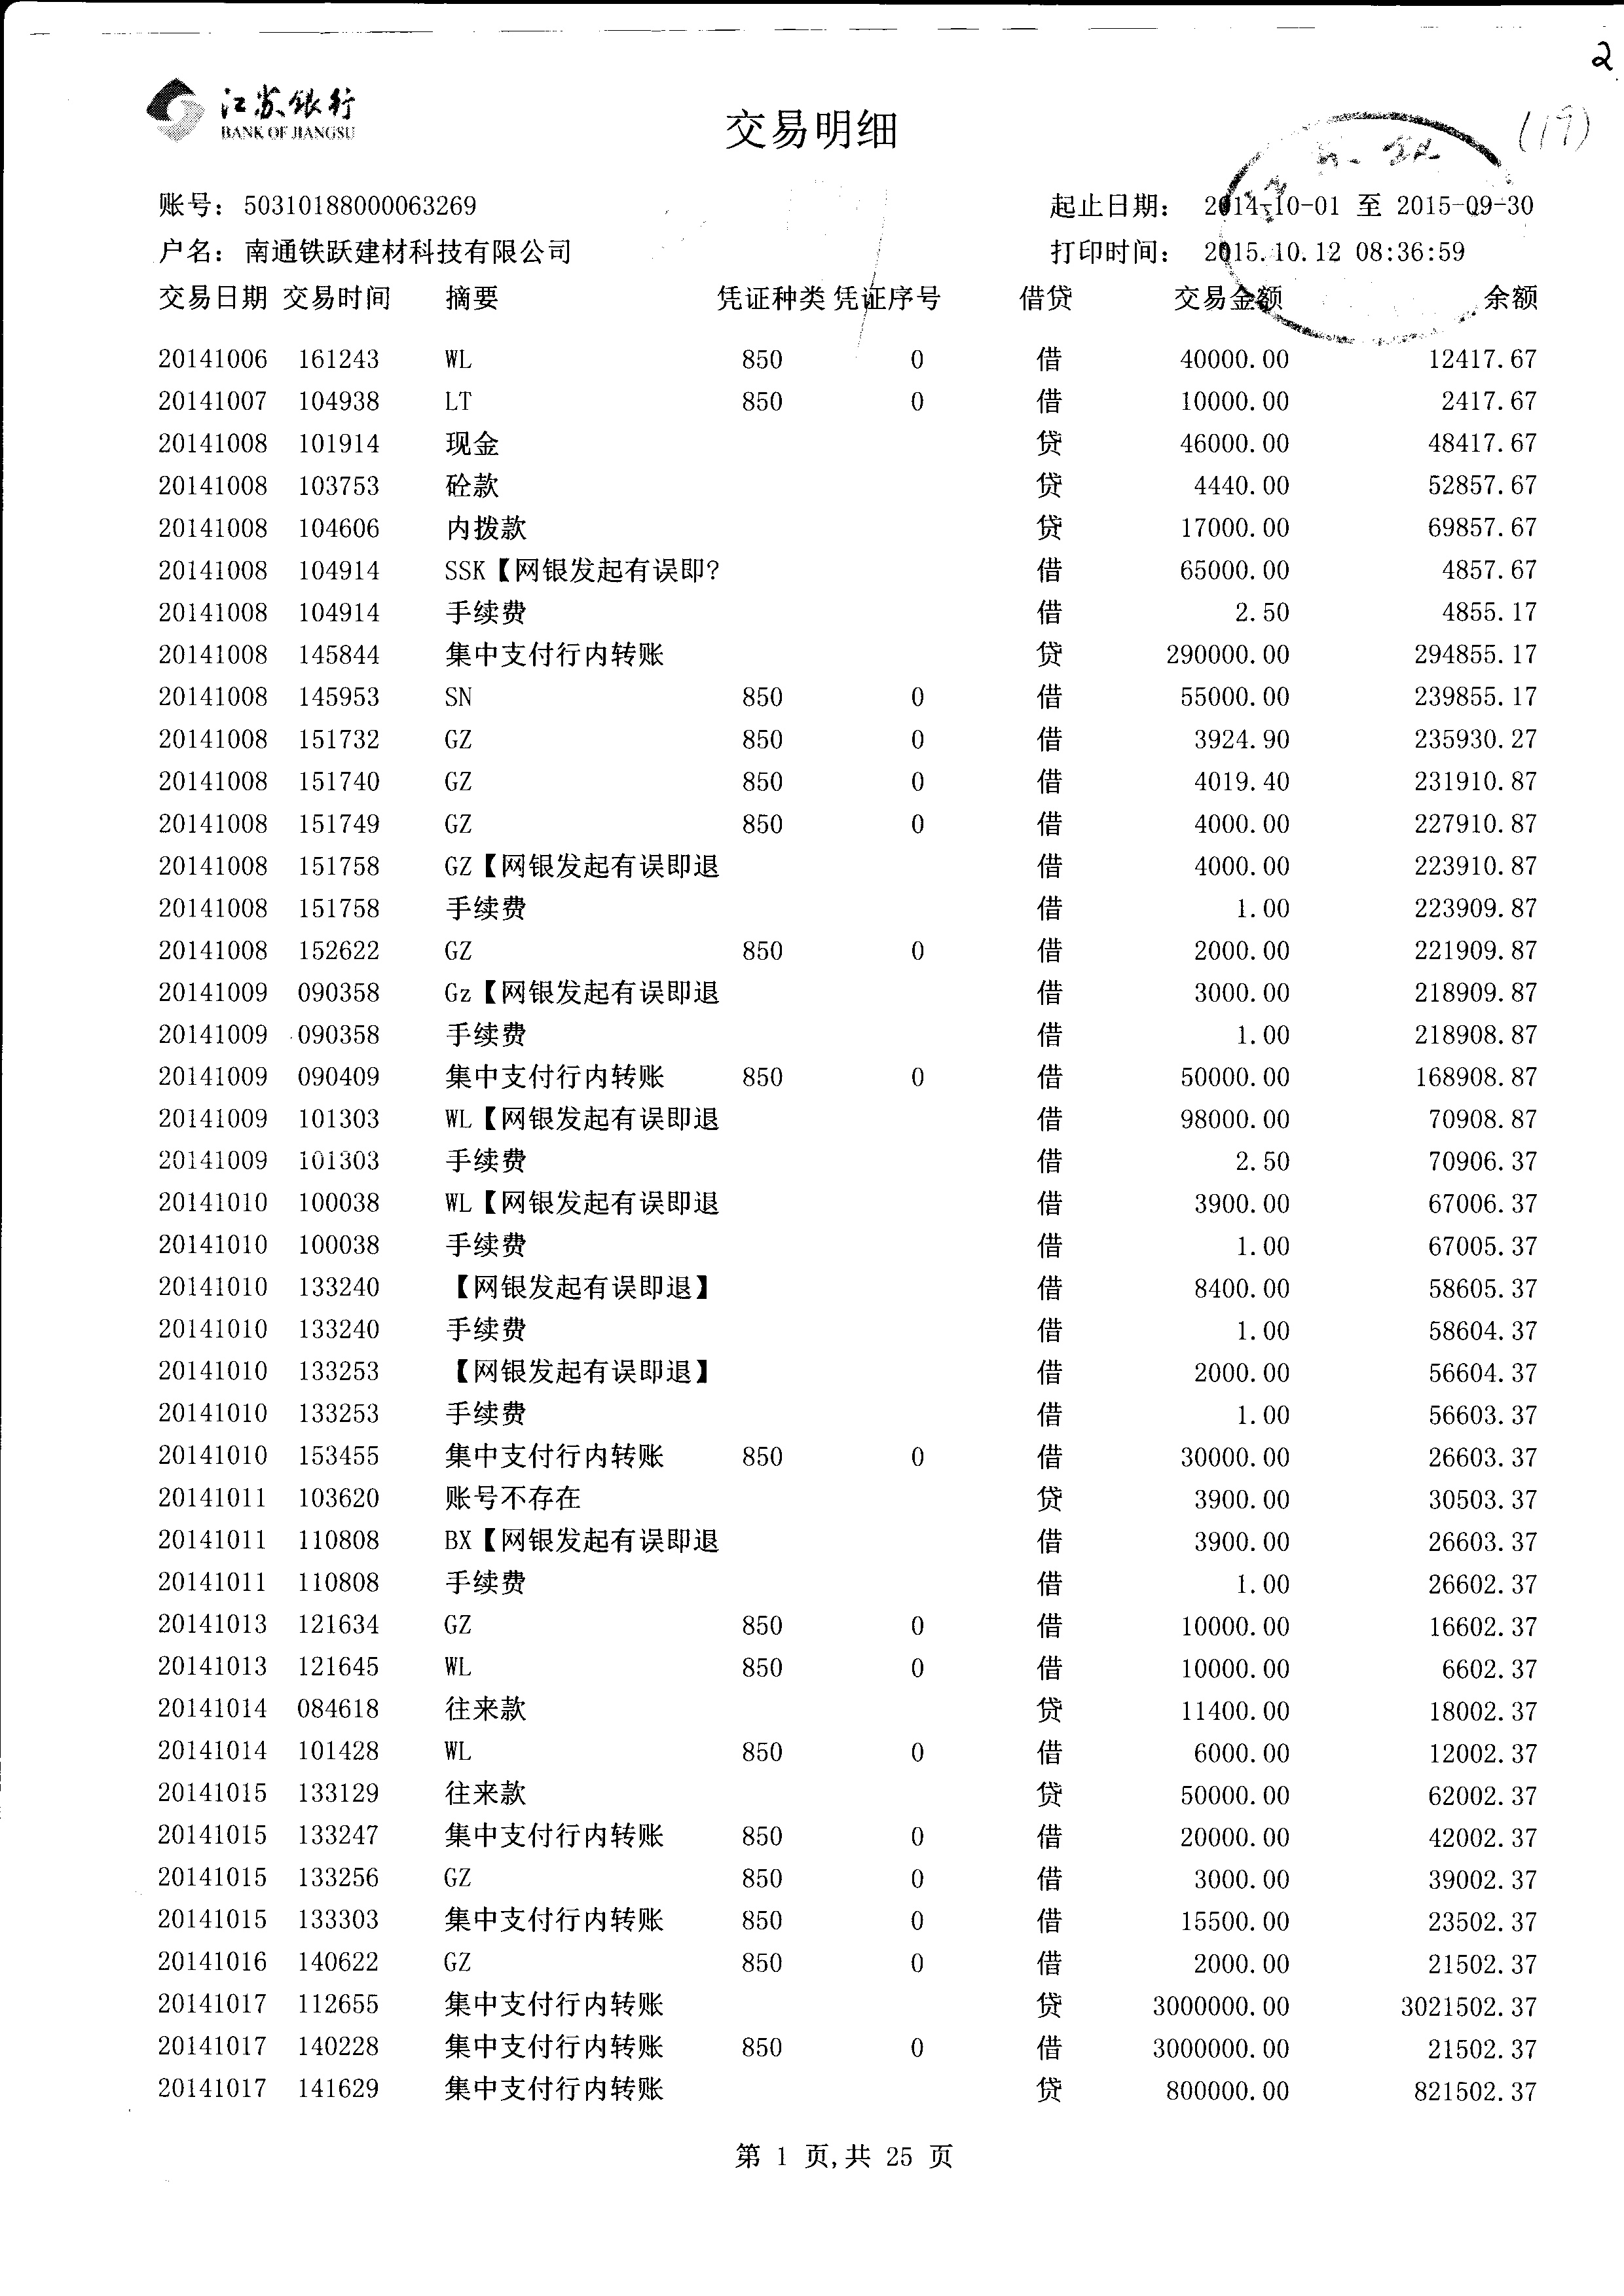 2
江苏银行
BANK OF JIANGSU
交易明细
(19)
账号: 50310188000063269 起止日期: 2014-10-01 至 2015-09-30
户名: 南通铁跃建材科技有限公司 打印时间: 2015.10.12 08:36:59
交易日期 交易时间 摘要 凭证种类 凭证序号 借贷 交易金额 余额
20141006 161243 WL 850 0 借 40000.00 12417.67
20141007 104938 LT 850 0 借 10000.00 2417.67
20141008 101914 现金 贷 46000.00 48417.67
20141008 103753 砼款 贷 4440.00 52857.67
20141008 104606 内拨款 贷 17000.00 69857.67
20141008 104914 SSK【网银发起有误即? 借 65000.00 4857.67
20141008 104914 手续费 借 2.50 4855.17
20141008 145844 集中支付行内转账 贷 290000.00 294855.17
20141008 145953 SN 850 0 借 55000.00 239855.17
20141008 151732 GZ 850 0 借 3924.90 235930.27
20141008 151740 GZ 850 0 借 4019.40 231910.87
20141008 151749 GZ 850 0 借 4000.00 227910.87
20141008 151758 GZ【网银发起有误即退 借 4000.00 223910.87
20141008 151758 手续费 借 1.00 223909.87
20141008 152622 GZ 850 0 借 2000.00 221909.87
20141009 090358 Gz【网银发起有误即退 借 3000.00 218909.87
20141009 090358 手续费 借 1.00 218908.87
20141009 090409 集中支付行内转账 850 0 借 50000.00 168908.87
20141009 101303 WL【网银发起有误即退 借 98000.00 70908.87
20141009 101303 手续费 借 2.50 70906.37
20141010 100038 WL【网银发起有误即退 借 3900.00 67006.37
20141010 100038 手续费 借 1.00 67005.37
20141010 133240 【网银发起有误即退】 借 8400.00 58605.37
20141010 133240 手续费 借 1.00 58604.37
20141010 133253 【网银发起有误即退】 借 2000.00 56604.37
20141010 133253 手续费 借 1.00 56603.37
20141010 153455 集中支付行内转账 850 0 借 30000.00 26603.37
20141011 103620 账号不存在 贷 3900.00 30503.37
20141011 110808 BX【网银发起有误即退 借 3900.00 26603.37
20141011 110808 手续费 借 1.00 26602.37
20141013 121634 GZ 850 0 借 10000.00 16602.37
20141013 121645 WL 850 0 借 10000.00 6602.37
20141014 084618 往来款 贷 11400.00 18002.37
20141014 101428 WL 850 0 借 6000.00 12002.37
20141015 133129 往来款 贷 50000.00 62002.37
20141015 133247 集中支付行内转账 850 0 借 20000.00 42002.37
20141015 133256 GZ 850 0 借 3000.00 39002.37
20141015 133303 集中支付行内转账 850 0 借 15500.00 23502.37
20141016 140622 GZ 850 0 借 2000.00 21502.37
20141017 112655 集中支付行内转账 贷 3000000.00 3021502.37
20141017 140228 集中支付行内转账 850 0 借 3000000.00 21502.37
20141017 141629 集中支付行内转账 贷 800000.00 821502.37
第 1 页,共 25 页